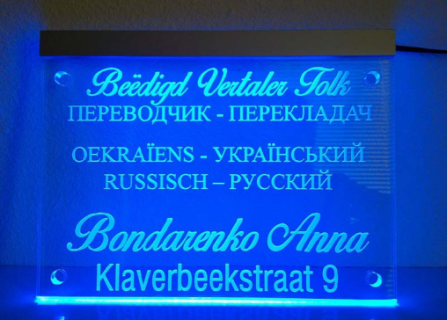 Beëdigd Vertaler Tolk
ПЕРЕВОДЧИК - ПЕРЕКЛАДАЧ
OEKRAÏENS - УКРАЇНСЬКИЙ
RUSSISCH – РУССКИЙ
Bondarenko Anna
Klaverbeekstraat 9